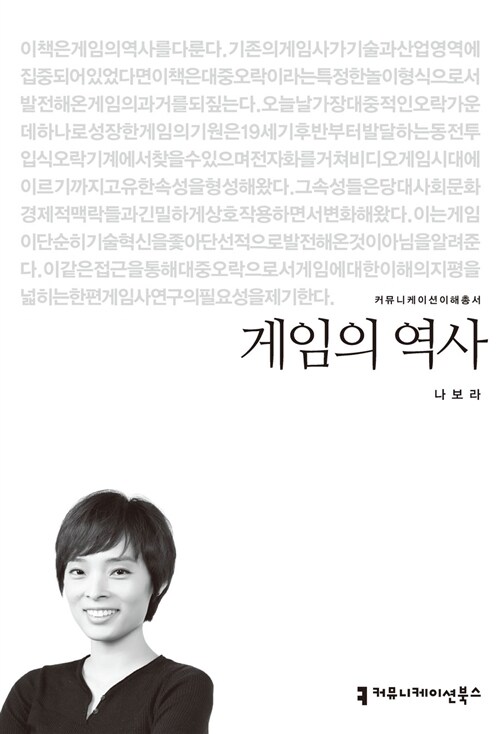 이책은게임의역사를다룬다.기존의게임사가기술과산업영역에
집중되어있었다면이책은대중오락이라는특정한놀이형식으로서
발전해온게임의과거를되짚는다.오늘날가장대중적인오락가운
데하나로성장한게임의기원은19세기후반부터발달하는동전투
입식오락기계에서찾을수있으며전자화를거쳐비디오게임시대에
이르기까지고유한속성을형성해왔다.그속성들은당대사회문화
경제적맥락들과긴밀하게상호작용하면서변화해왔다.이는게임
이단순히기술혁신을좇아단선적으로발전해온것이아님을알려준
다.이같은접근을통해대중오락으로서게임에대한이해의지평을
넓히는한편게임사연구의필요성을제기한다.
커뮤니케이션이해총서
게임의 역사
나보라
커뮤니케이션북스